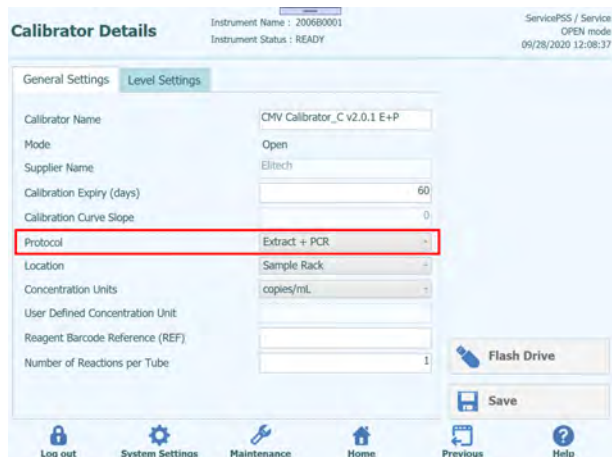 Calibrator Details
Instrument Name : 2006B0001
Instrument Status : READY
ServicePSS / Service
OPEN mode
09/28/2020 12:08:37
General Settings
Level Settings
Calibrator Name
CMV Calibrator_C v2.0.1 E+P
Mode
Open
Supplier Name
Elitech
Calibration Expiry (days)
60
Calibration Curve Slope
0
Protocol
Extract + PCR
Location
Sample Rack
Concentration Units
copies/mL
User Defined Concentration Unit
Reagent Barcode Reference (REF)
Number of Reactions per Tube
1
Flash Drive
Save
Log out
System Settings
Maintenance
Home
Previous
Help